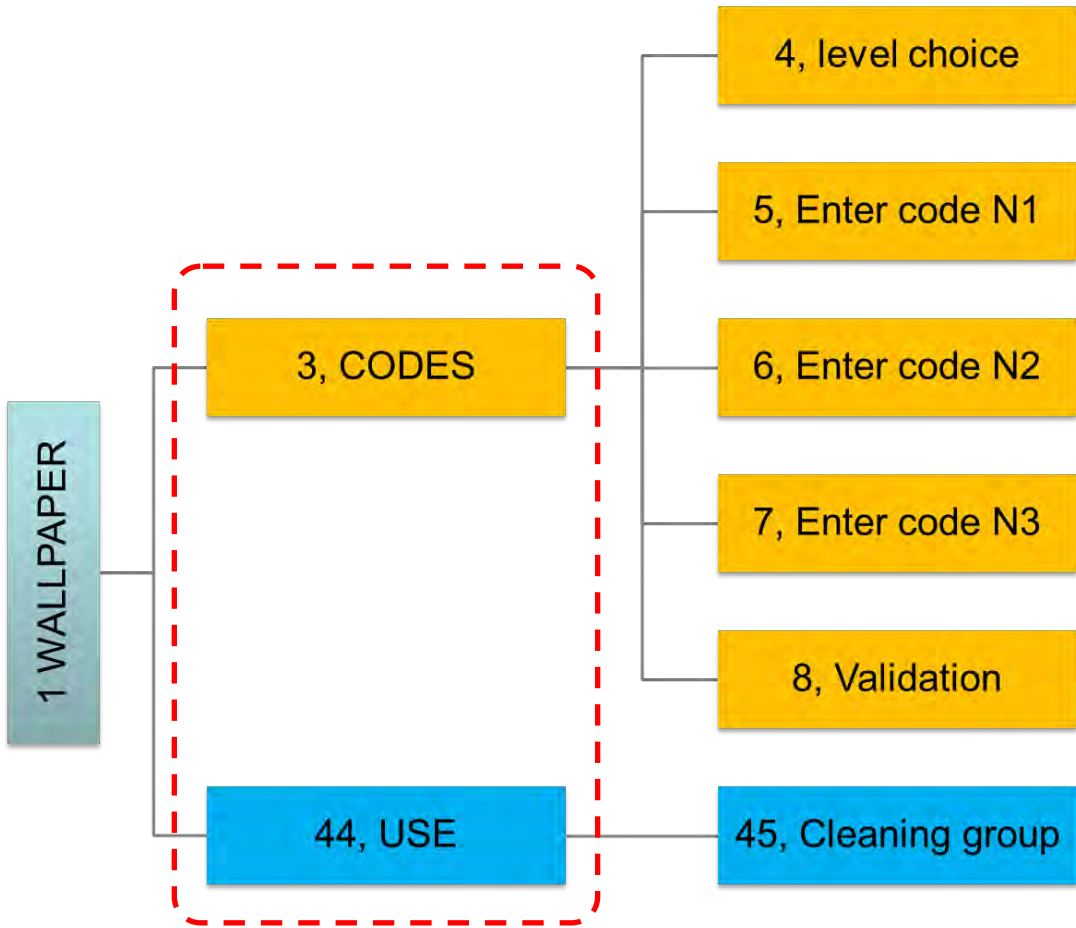 4, level choice
5, Enter code N1
3, CODES
6, Enter code N2
1 WALLPAPER
7, Enter code N3
8, Validation
44, USE
45, Cleaning group